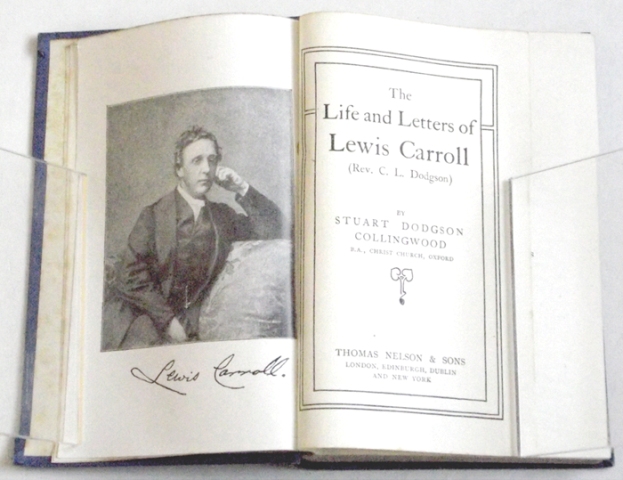 Lewis Carroll.
The
Life and Letters of
Lewis Carroll
(Rev. C. L. Dodgson)
BY
STUART DODGSON
COLLINGWOOD
B.A., CHRIST CHURCH, OXFORD
THOMAS NELSON & SONS
LONDON, EDINBURGH, DUBLIN
AND NEW YORK